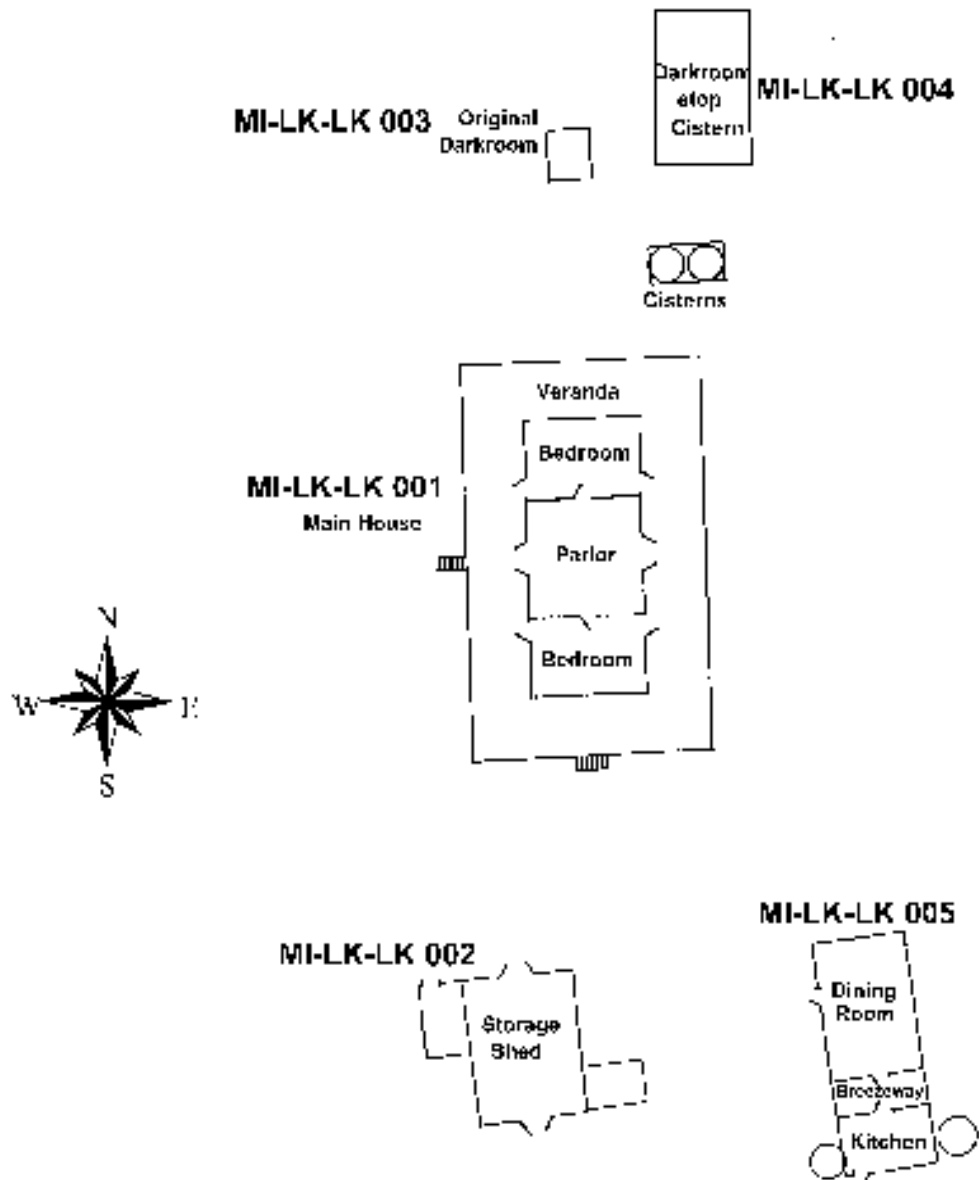 Darkroom
atop
Cistern
MI-LK-LK 004
MI-LK-LK 003
Original
Darkroom
Cisterns
Veranda
Bedroom
MI-LK-LK 001
Main House
Parlor
Bedroom
N
W
E
S
MI-LK-LK 005
MI-LK-LK 002
Dining
Room
Storage
Shed
Breezeway
Kitchen